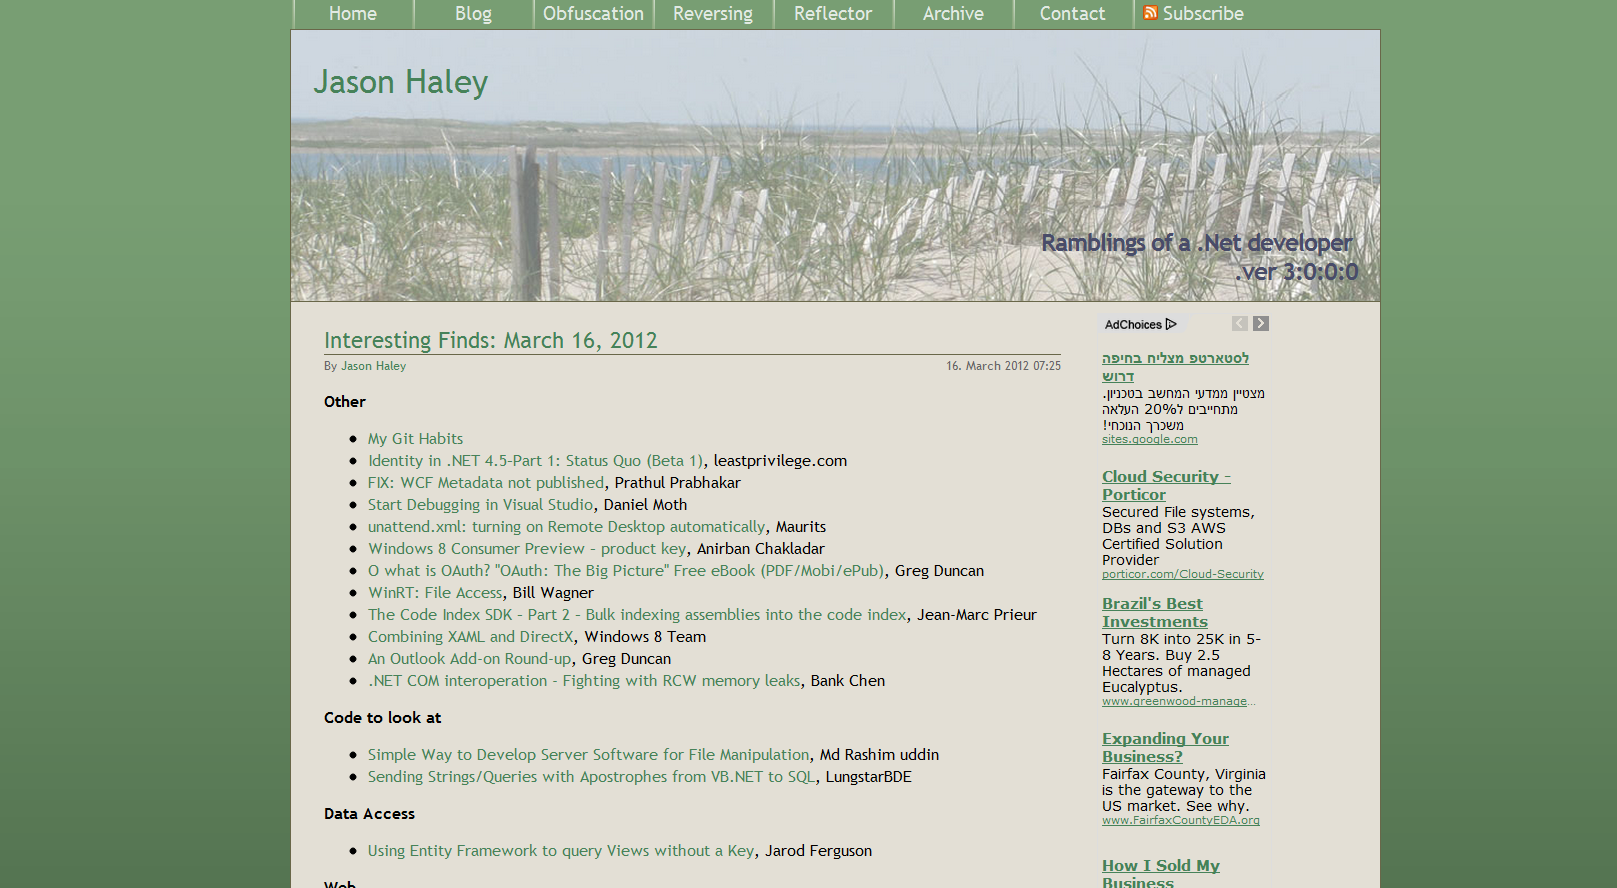 Home Blog Obfuscation Reversing Reflector Archive Contact Subscribe
Jason Haley
Ramblings of a .Net developer
.ver 3:0:0:0
Interesting Finds: March 16, 2012
By Jason Haley 16. March 2012 07:25
Other
My Git Habits
Identity in .NET 4.5–Part 1: Status Quo (Beta 1), leastprivilege.com
FIX: WCF Metadata not published, Prathul Prabhakar
Start Debugging in Visual Studio, Daniel Moth
unattend.xml: turning on Remote Desktop automatically, Maurits
Windows 8 Consumer Preview – product key, Anirban Chakladar
O what is OAuth? "OAuth: The Big Picture" Free eBook (PDF/Mobi/ePub), Greg Duncan
WinRT: File Access, Bill Wagner
The Code Index SDK – Part 2 – Bulk indexing assemblies into the code index, Jean-Marc Prieur
Combining XAML and DirectX, Windows 8 Team
An Outlook Add-on Round-up, Greg Duncan
.NET COM interoperation - Fighting with RCW memory leaks, Bank Chen
Code to look at
Simple Way to Develop Server Software for File Manipulation, Md Rashim uddin
Sending Strings/Queries with Apostrophes from VB.NET to SQL, LungstarBDE
Data Access
Using Entity Framework to query Views without a Key, Jarod Ferguson
Web
AdChoices
לסטארטפ מצליח בחיפה
דרוש
מצטיין ממדעי המחשב בטכניון.
מתחייבים ל20% העלאה
משכרך הנוכחי!
sites.google.com
Cloud Security -
Porticor
Secured File systems,
DBs and S3 AWS
Certified Solution
Provider
porticor.com/Cloud-Security
Brazil's Best
Investments
Turn 8K into 25K in 5-
8 Years. Buy 2.5
Hectares of managed
Eucalyptus.
www.greenwood-manage...
Expanding Your
Business?
Fairfax County, Virginia
is the gateway to the
US market. See why.
www.FairfaxCountyEDA.org
How I Sold My
Business